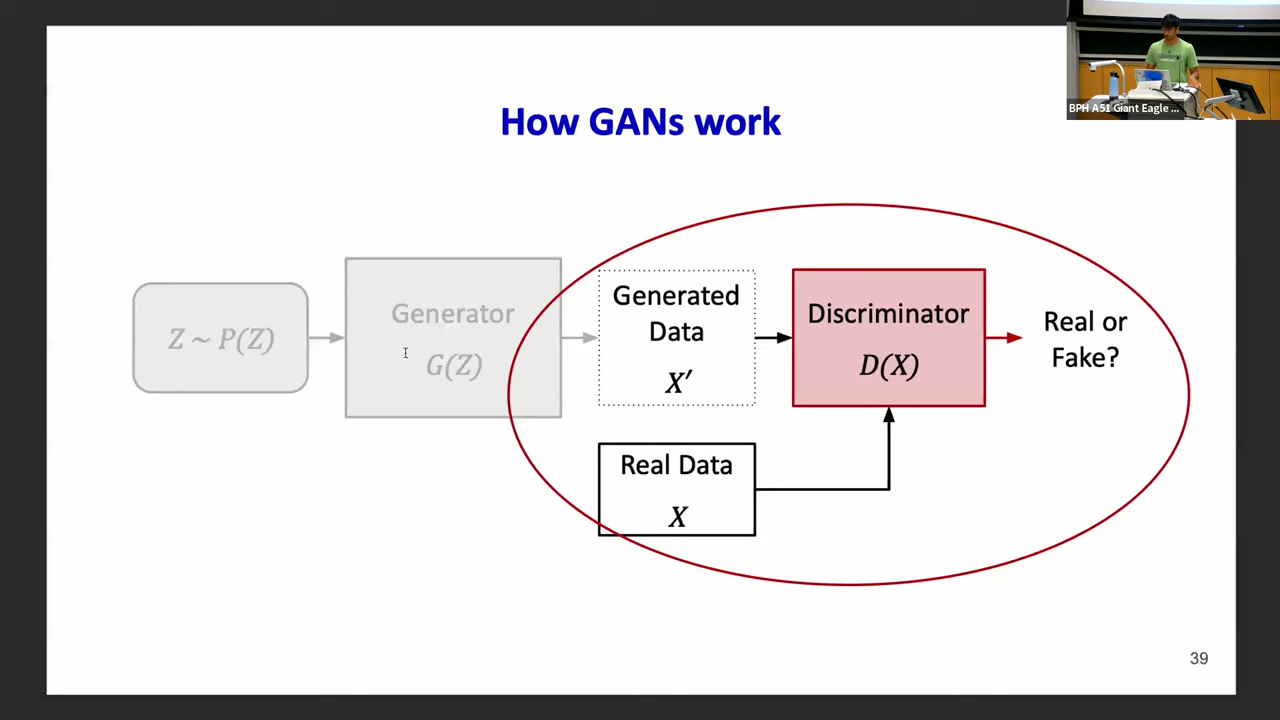 BPH A51 Giant Eagle ...
How GANs work
Z ~ P(Z)
Generator
G(Z)
Generated
Data
X′
Discriminator
D(X)
Real or
Fake?
Real Data
X
39